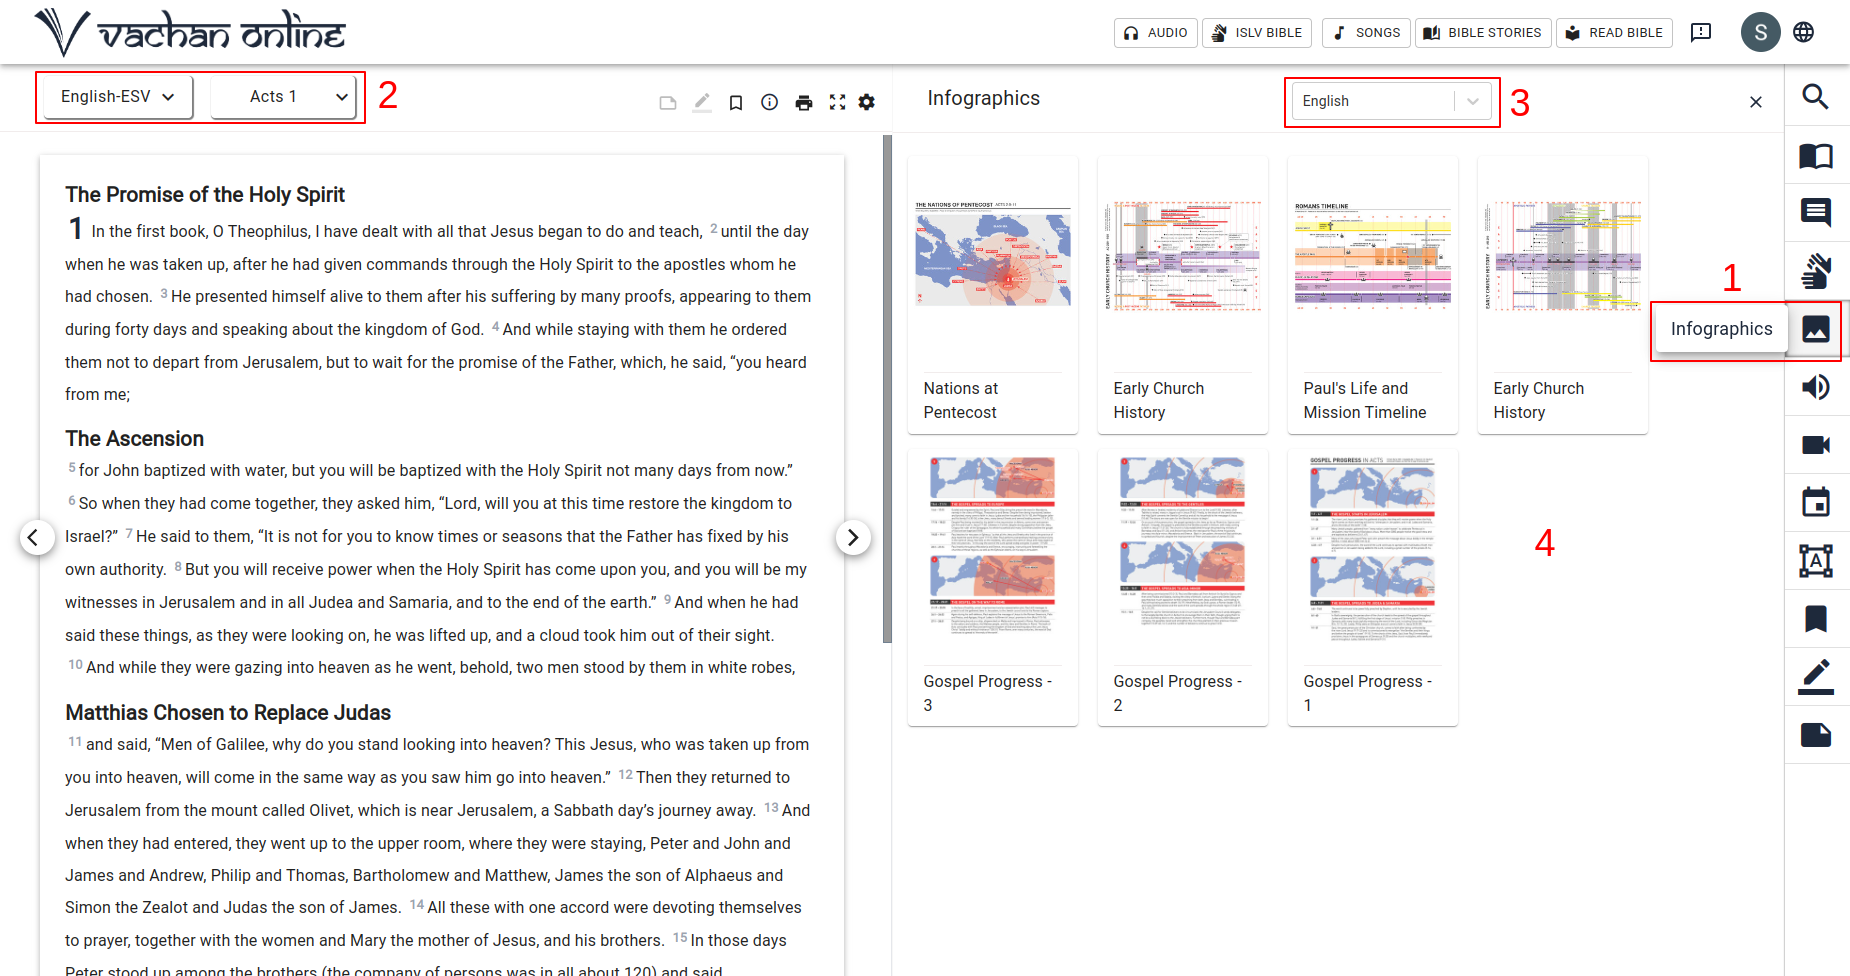 vachan online
AUDIO
ISLV BIBLE
SONGS
BIBLE STORIES
READ BIBLE
S
English-ESV
Acts 1
2
Infographics
English
3
The Promise of the Holy Spirit
1 In the first book, O Theophilus, I have dealt with all that Jesus began to do and teach, 2 until the day
when he was taken up, after he had given commands through the Holy Spirit to the apostles whom he
had chosen. 3 He presented himself alive to them after his suffering by many proofs, appearing to them
during forty days and speaking about the kingdom of God. 4 And while staying with them he ordered
them not to depart from Jerusalem, but to wait for the promise of the Father, which, he said, “you heard
from me;
The Ascension
5 for John baptized with water, but you will be baptized with the Holy Spirit not many days from now.”
6 So when they had come together, they asked him, “Lord, will you at this time restore the kingdom to
Israel?” 7 He said to them, “It is not for you to know times or seasons that the Father has fixed by his
own authority. 8 But you will receive power when the Holy Spirit has come upon you, and you will be my
witnesses in Jerusalem and in all Judea and Samaria, and to the end of the earth.” 9 And when he had
said these things, as they were looking on, he was lifted up, and a cloud took him out of their sight.
10 And while they were gazing into heaven as he went, behold, two men stood by them in white robes,
Matthias Chosen to Replace Judas
11 and said, “Men of Galilee, why do you stand looking into heaven? This Jesus, who was taken up from
you into heaven, will come in the same way as you saw him go into heaven.” 12 Then they returned to
Jerusalem from the mount called Olivet, which is near Jerusalem, a Sabbath day’s journey away. 13 And
when they had entered, they went up to the upper room, where they were staying, Peter and John and
James and Andrew, Philip and Thomas, Bartholomew and Matthew, James the son of Alphaeus and
Simon the Zealot and Judas the son of James. 14 All these with one accord were devoting themselves
to prayer, together with the women and Mary the mother of Jesus, and his brothers. 15 In those days
Peter stood up among the brothers (the company of persons was in all about 120) and said
THE NATIONS OF PENTECOST ACTS 2:8-11
Nations at
Pentecost
EARLY CHURCH HISTORY
Early Church
History
ROMANS TIMELINE
Paul's Life and
Mission Timeline
EARLY CHURCH HISTORY
Early Church
History
1
Infographics
Gospel Progress -
3
Gospel Progress -
2
GOSPEL PROGRESS IN ACTS
Gospel Progress -
1
4
A